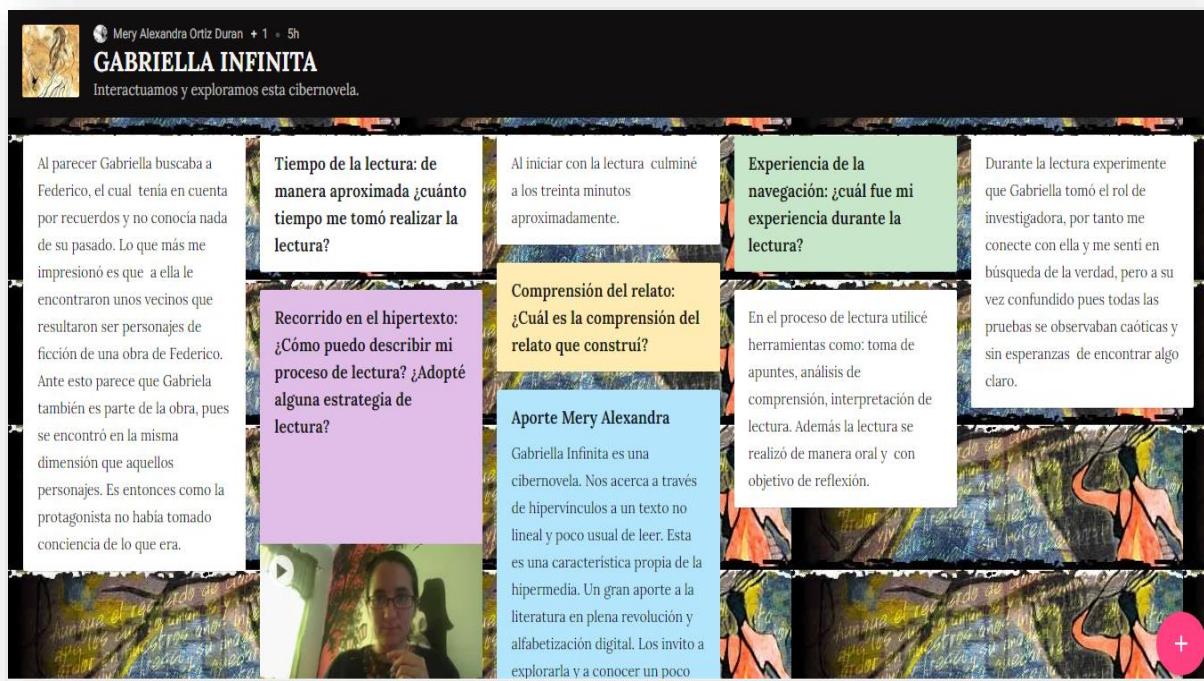 Mery Alexandra Ortiz Duran + 1 • 5h
GABRIELLA INFINITA
Interactuamos y exploramos esta cibernovela.
Al parecer Gabriella buscaba a
Federico, el cual tenia en cuenta
por recuerdos y no conocía nada
de su pasado. Lo que más me
impresionó es que a ella le
encontraron unos vecinos que
resultaron ser personajes de
ficción de una obra de Federico.
Ante esto parece que Gabriela
también es parte de la obra, pues
se encontró en la misma
dimensión que aquellos
personajes. Es entonces como la
protagonista no había tomado
conciencia de lo que era.
Tiempo de la lectura: de
manera aproximada ¿cuánto
tiempo me tomó realizar la
lectura?
Recorrido en el hipertexto:
¿Cómo puedo describir mi
proceso de lectura? ¿Adopté
alguna estrategia de
lectura?
Al iniciar con la lectura culminé
a los treinta minutos
aproximadamente.
Comprensión del relato:
¿Cuál es la comprensión del
relato que construí?
Aporte Mery Alexandra
Gabriella Infinita es una
cibernovela. Nos acerca a través
de hipervínculos a un texto no
lineal y poco usual de leer. Esta
es una característica propia de la
hipermedia. Un gran aporte a la
literatura en plena revolución y
alfabetización digital. Los invito a
explorarla y a conocer un poco
Experiencia de la
navegación: ¿cuál fue mi
experiencia durante la
lectura?
En el proceso de lectura utilicé
herramientas como: toma de
apuntes, análisis de
comprensión, interpretación de
lectura. Además la lectura se
realizó de manera oral y con
objetivo de reflexión.
Durante la lectura experimente
que Gabriella tomó el rol de
investigadora, por tanto me
conecte con ella y me sentí en
búsqueda de la verdad, pero a su
vez confundido pues todas las
pruebas se observaban caóticas y
sin esperanzas de encontrar algo
claro.